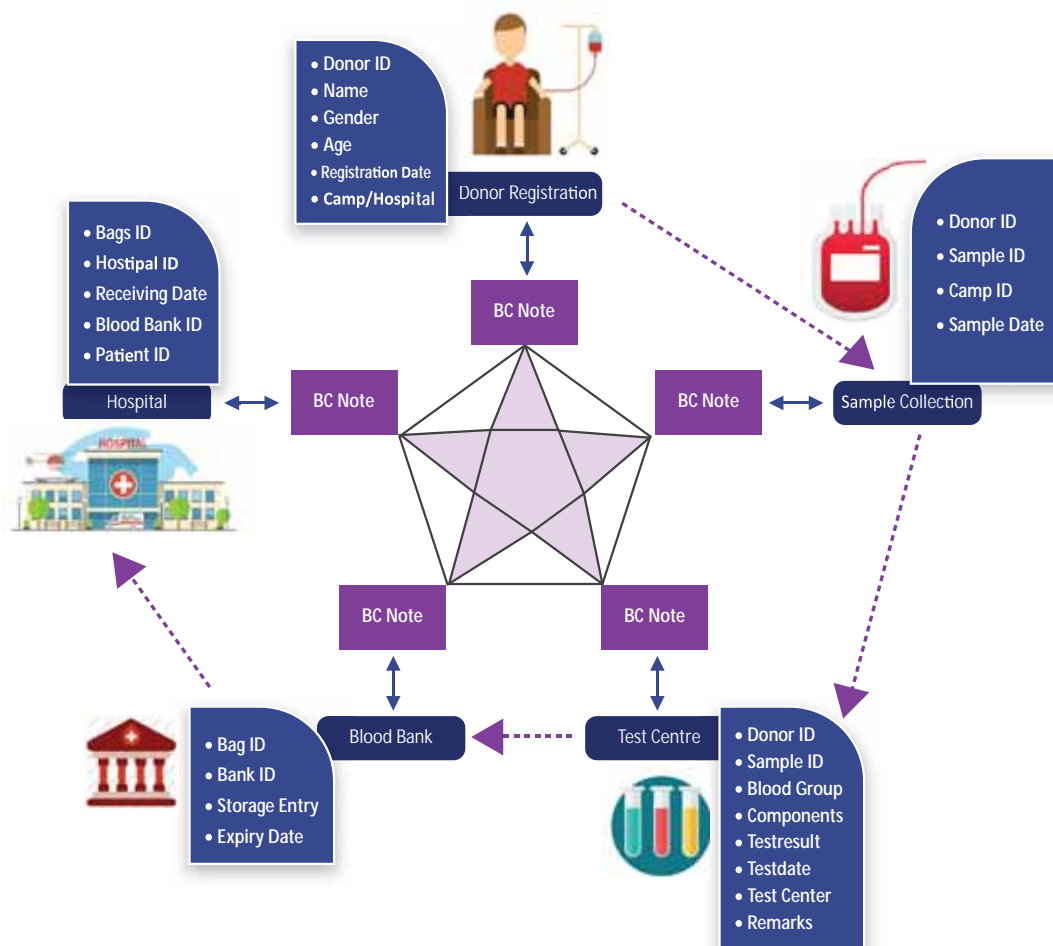 • Donor ID
• Name
• Gender
• Age
• Registration Date
• Camp/Hospital
Donor Registration
• Bags ID
• Hostipal ID
• Receiving Date
• Blood Bank ID
• Patient ID
Hospital
HOSPITAL
• Donor ID
• Sample ID
• Camp ID
• Sample Date
Sample Collection
BC Note
BC Note
BC Note
BC Note
BC Note
Blood Bank
• Bag ID
• Bank ID
• Storage Entry
• Expiry Date
Test Centre
• Donor ID
• Sample ID
• Blood Group
• Components
• Testresult
• Testdate
• Test Center
• Remarks